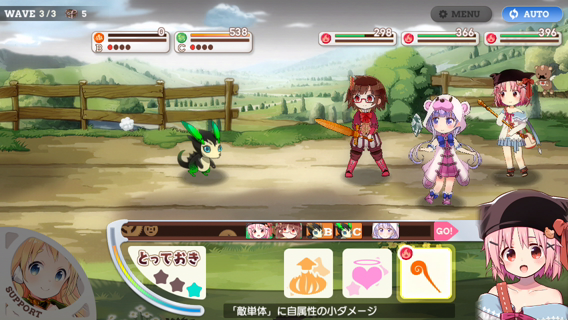 WAVE 3/3 5
MENU
AUTO
B 0
C 538
298
366
396
B C GO!
とっておき
SUPPORT
「敵単体」に自属性の小ダメージ